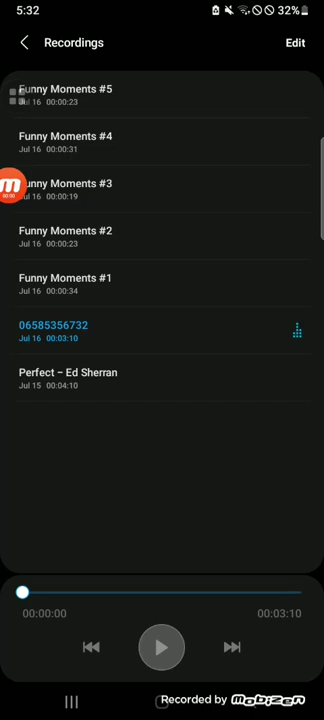 5:32
32%
Recordings
Edit
Funny Moments #5
Jul 16 00:00:23
Funny Moments #4
Jul 16 00:00:31
Funny Moments #3
Jul 16 00:00:19
Funny Moments #2
Jul 16 00:00:23
Funny Moments #1
Jul 16 00:00:34
06585356732
Jul 16 00:03:10
Perfect – Ed Sherran
Jul 15 00:04:10
00:00:00
00:03:10
Recorded by mobizen